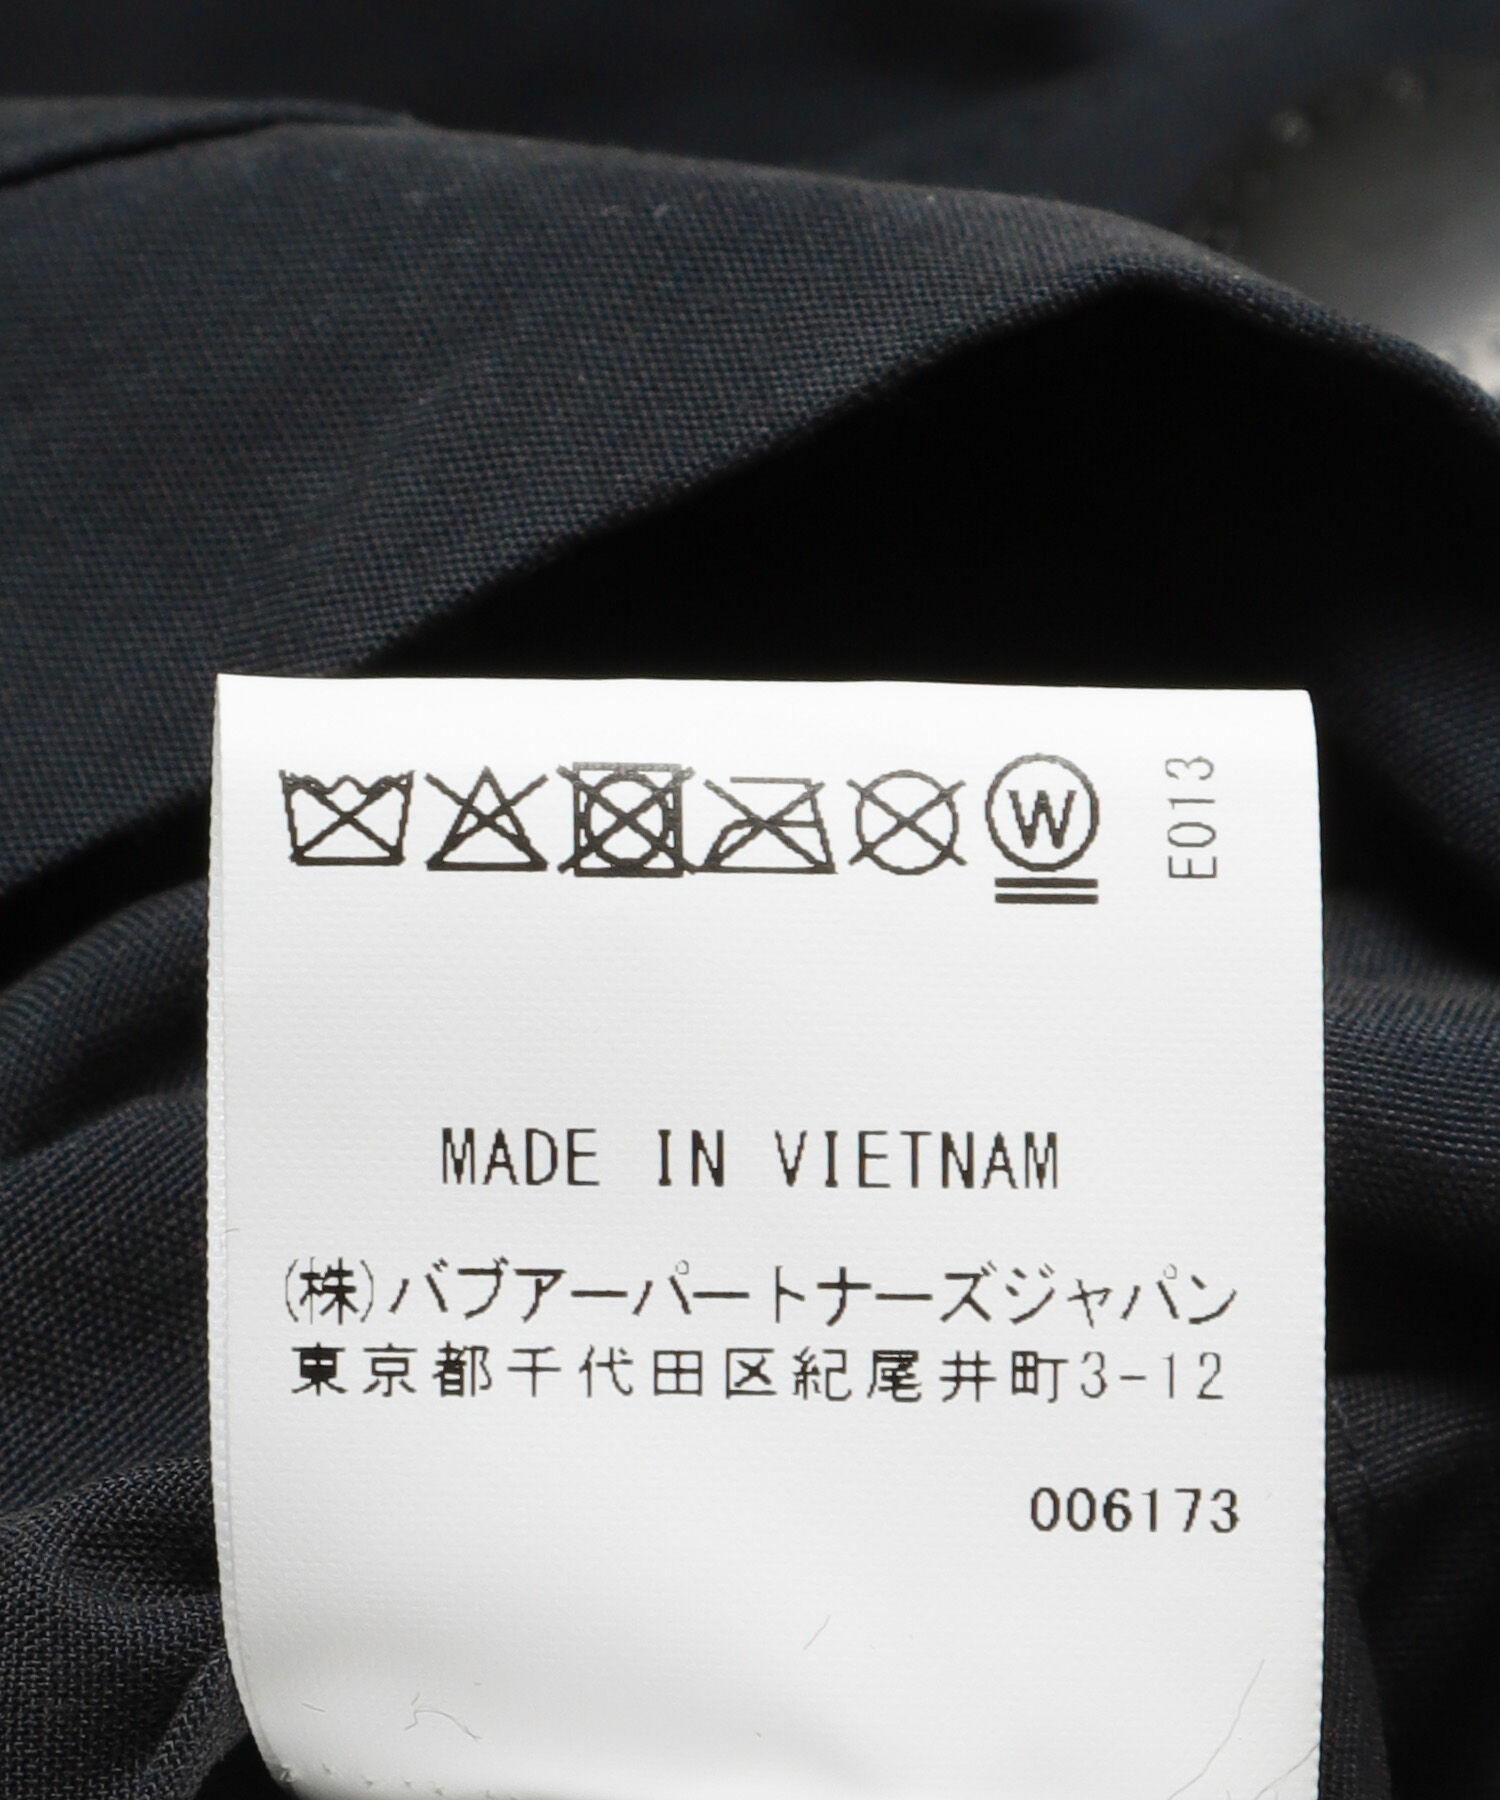 W
E013
MADE IN VIETNAM
(株)バブアーパートナーズジャパン
東京都千代田区紀尾井町3-12
006173